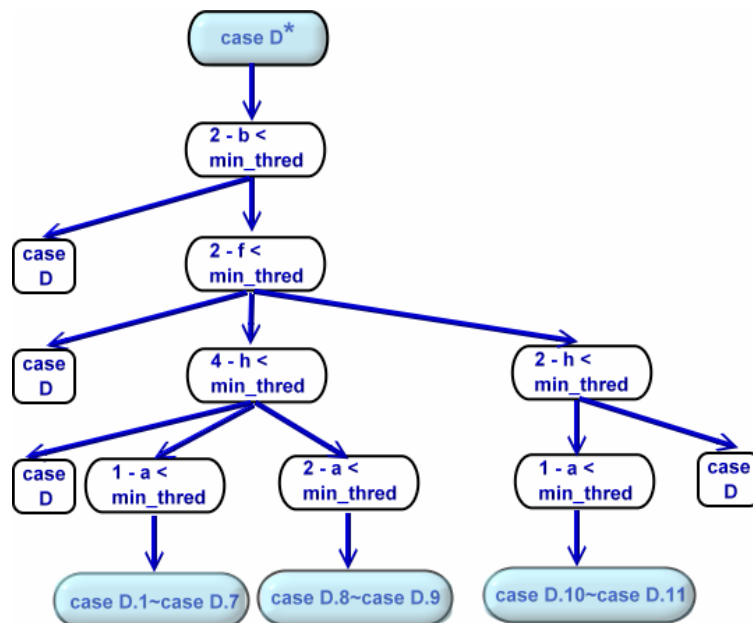 case D*
2 - b <
min_thred
case
D
2 - f <
min_thred
case
D
4 - h <
min_thred
2 - h <
min_thred
case
D
1 - a <
min_thred
2 - a <
min_thred
1 - a <
min_thred
case
D
case D.1~case D.7
case D.8~case D.9
case D.10~case D.11